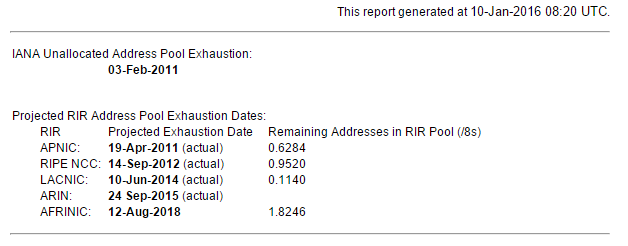 This report generated at 10-Jan-2016 08:20 UTC.
IANA Unallocated Address Pool Exhaustion:
03-Feb-2011
Projected RIR Address Pool Exhaustion Dates:
RIR Projected Exhaustion Date Remaining Addresses in RIR Pool (/8s)
APNIC: 19-Apr-2011 (actual) 0.6284
RIPE NCC: 14-Sep-2012 (actual) 0.9520
LACNIC: 10-Jun-2014 (actual) 0.1140
ARIN: 24 Sep-2015 (actual)
AFRINIC: 12-Aug-2018 1.8246